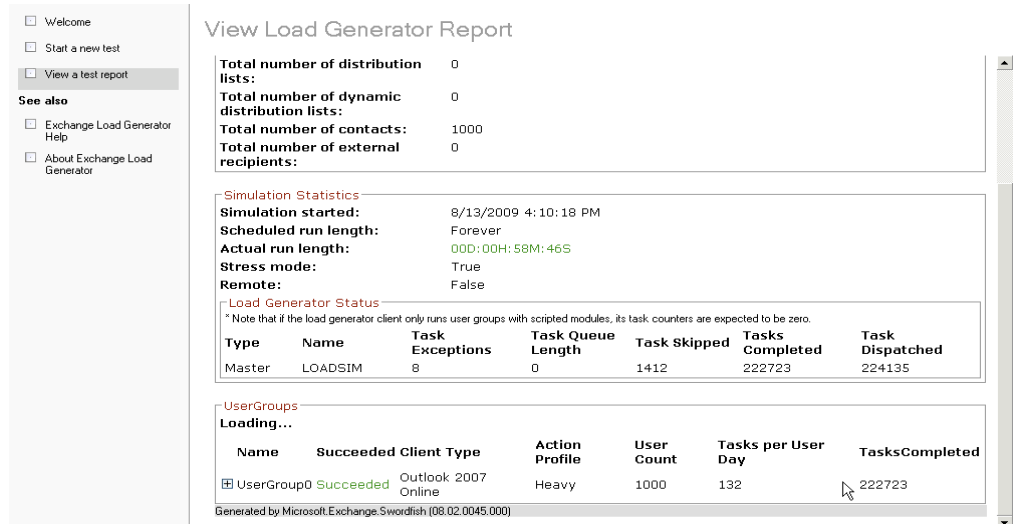 Welcome
Start a new test
View a test report
See also
Exchange Load Generator
Help
About Exchange Load
Generator
View Load Generator Report
Total number of distribution 0
lists:
Total number of dynamic 0
distribution lists:
Total number of contacts: 1000
Total number of external 0
recipients:
Simulation Statistics
Simulation started: 8/13/2009 4:10:18 PM
Scheduled run length: Forever
Actual run length: 00D:00H:58M:46S
Stress mode: True
Remote: False
Load Generator Status
* Note that if the load generator client only runs user groups with scripted modules, its task counters are expected to be zero.
Type Name Task Exceptions Task Queue Length Task Skipped Tasks Completed Task Dispatched
Master LOADSIM 8 0 1412 222723 224135
UserGroups
Loading...
Name Succeeded Client Type Action Profile User Count Tasks per User Day TasksCompleted
UserGroup0 Succeeded Outlook 2007 Online Heavy 1000 132 222723
Generated by Microsoft.Exchange.Swordfish (08.02.0045.000)